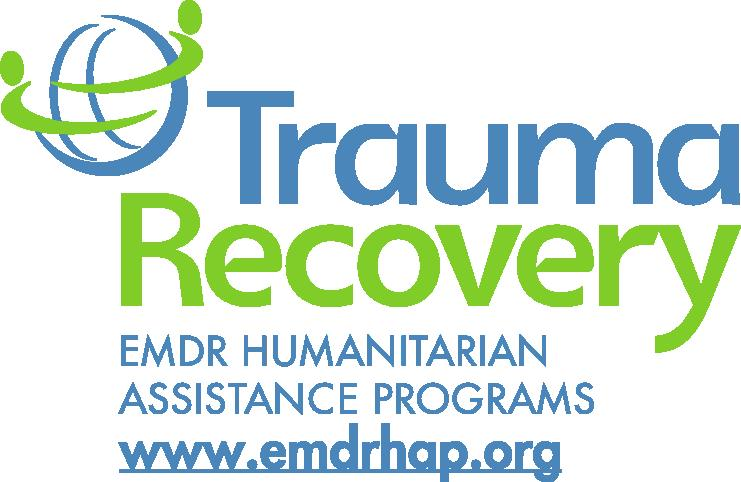 Trauma
Recovery
EMDR HUMANITARIAN
ASSISTANCE PROGRAMS
www.emdrhap.org